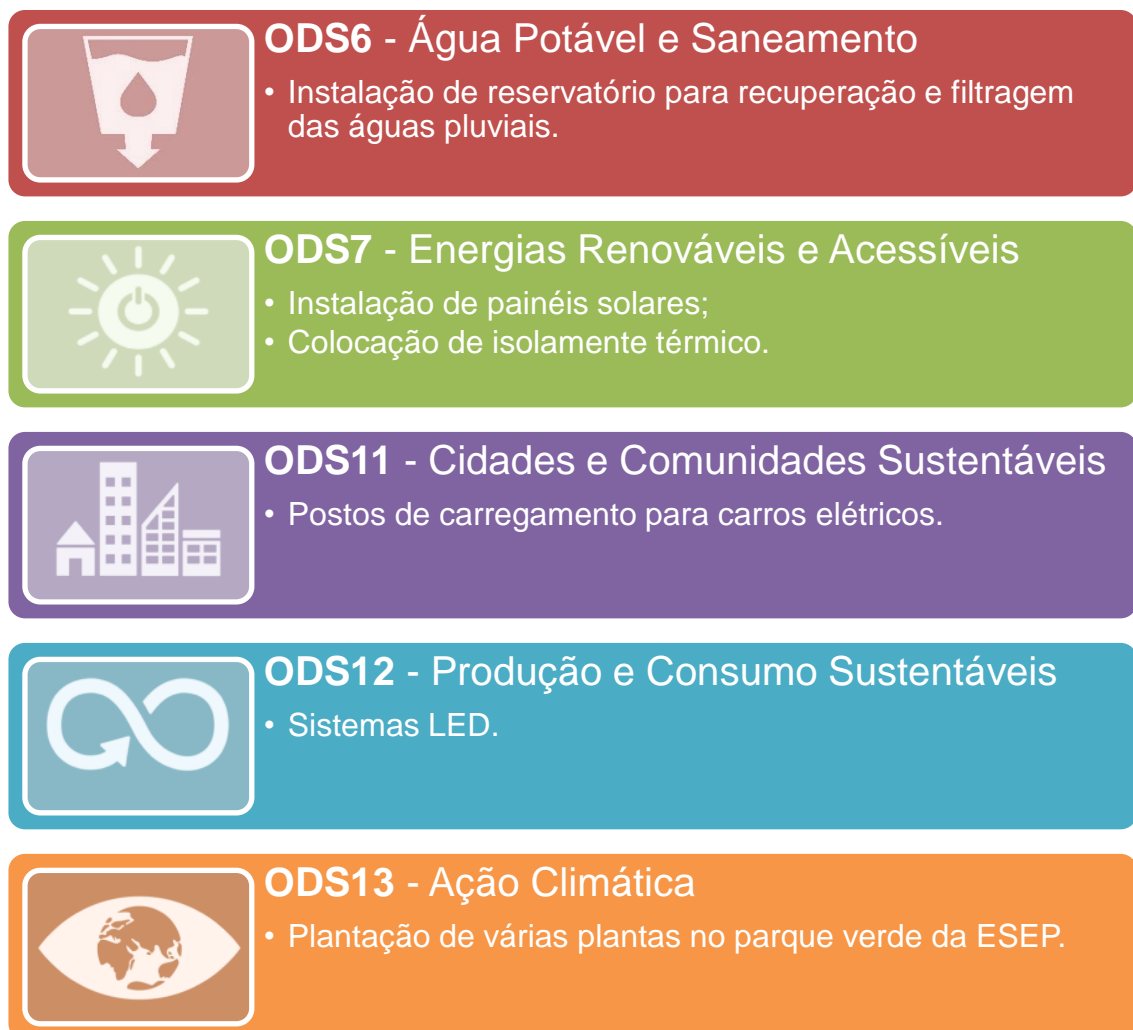 ODS6 - Água Potável e Saneamento
• Instalação de reservatório para recuperação e filtragem
das águas pluviais.
ODS7 - Energias Renováveis e Acessíveis
• Instalação de painéis solares;
• Colocação de isolamente térmico.
ODS11 - Cidades e Comunidades Sustentáveis
• Postos de carregamento para carros elétricos.
ODS12 - Produção e Consumo Sustentáveis
• Sistemas LED.
ODS13 - Ação Climática
• Plantação de várias plantas no parque verde da ESEP.